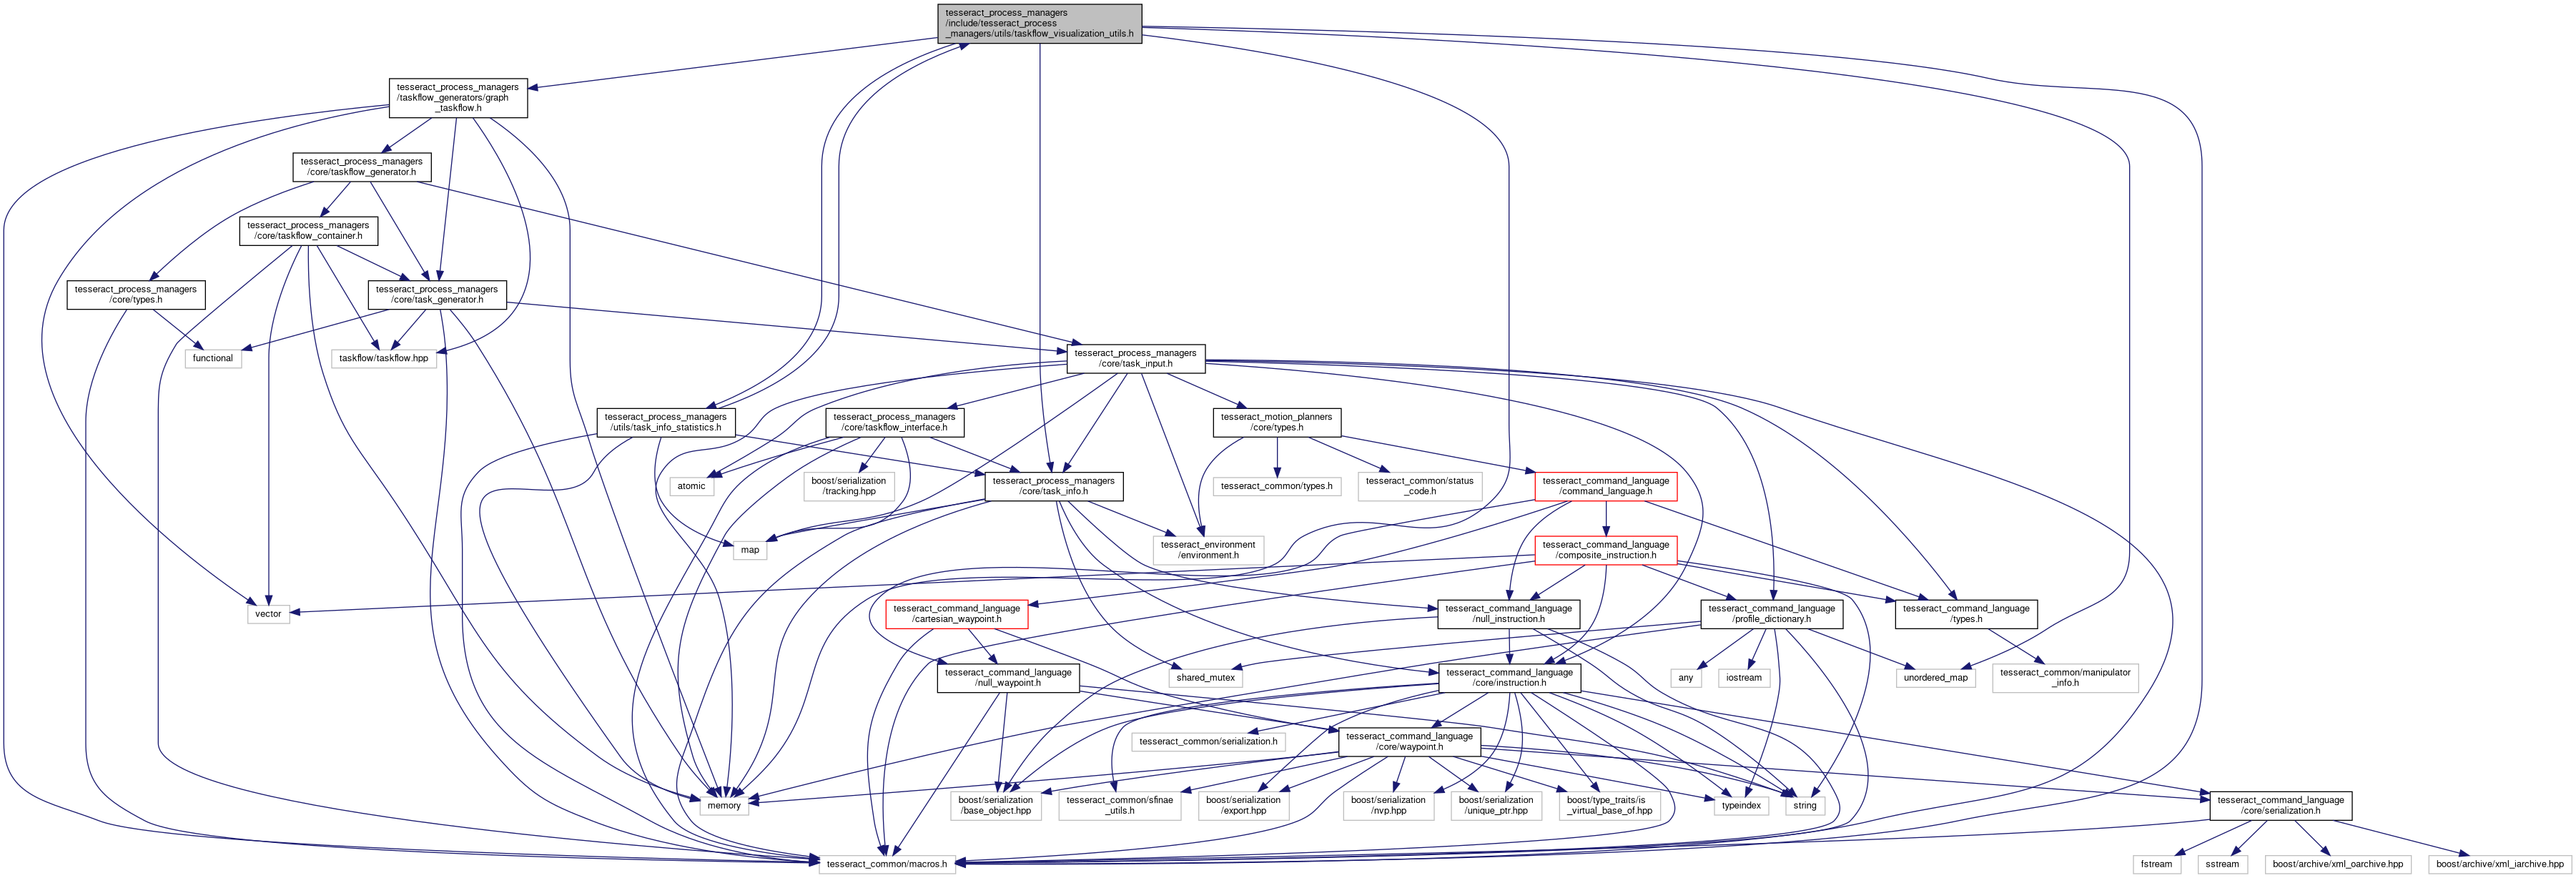 tesseract_process_managers
/include/tesseract_process
_managers/utils/taskflow_visualization_utils.h
tesseract_process_managers
/taskflow_generators/graph
_taskflow.h
tesseract_process_managers
/core/taskflow_generator.h
tesseract_process_managers
/core/taskflow_container.h
tesseract_process_managers
/core/types.h
tesseract_process_managers
/core/task_generator.h
functional
taskflow/taskflow.hpp
tesseract_process_managers
/core/task_input.h
tesseract_process_managers
/utils/task_info_statistics.h
tesseract_process_managers
/core/taskflow_interface.h
tesseract_motion_planners
/core/types.h
atomic
boost/serialization
/tracking.hpp
tesseract_process_managers
/core/task_info.h
tesseract_common/types.h
tesseract_common/status
_code.h
tesseract_command_language
/command_language.h
map
tesseract_environment
/environment.h
tesseract_command_language
/composite_instruction.h
vector
tesseract_command_language
/cartesian_waypoint.h
tesseract_command_language
/null_instruction.h
tesseract_command_language
/profile_dictionary.h
tesseract_command_language
/types.h
tesseract_command_language
/null_waypoint.h
shared_mutex
tesseract_command_language
/core/instruction.h
any
iostream
unordered_map
tesseract_common/manipulator
_info.h
tesseract_common/serialization.h
tesseract_command_language
/core/waypoint.h
memory
boost/serialization
/base_object.hpp
tesseract_common/sfinae
_utils.h
boost/serialization
/export.hpp
boost/serialization
/nvp.hpp
boost/serialization
/unique_ptr.hpp
boost/type_traits/is
_virtual_base_of.hpp
typeindex
string
tesseract_command_language
/core/serialization.h
tesseract_common/macros.h
fstream
sstream
boost/archive/xml_oarchive.hpp
boost/archive/xml_iarchive.hpp